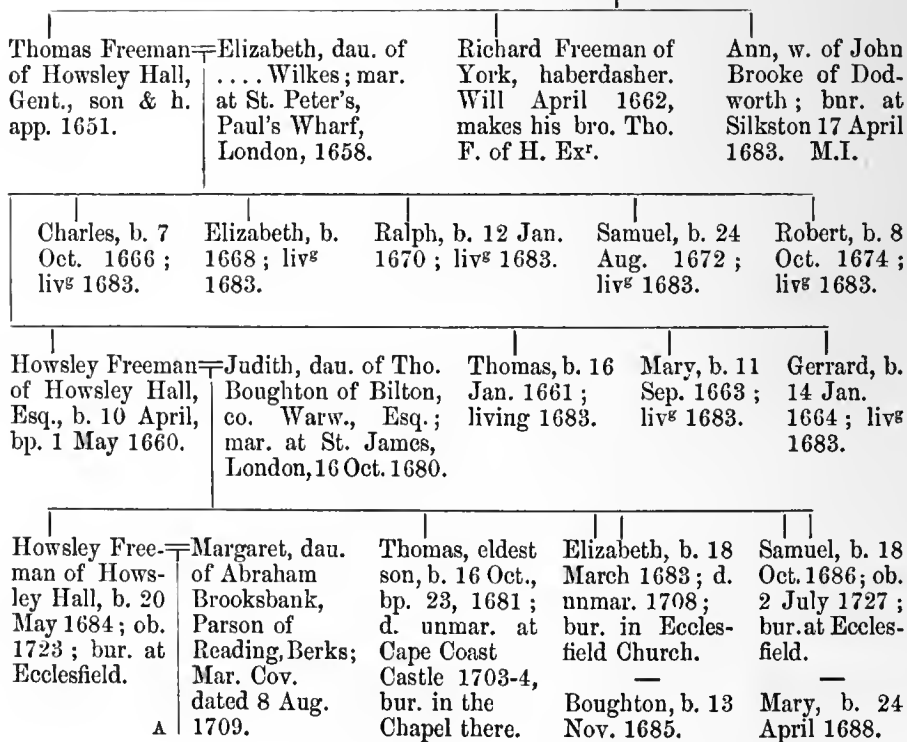 Thomas Freeman
of Howsley Hall,
Gent., son & h.
app. 1651.
Elizabeth, dau. of
.... Wilkes; mar.
at St. Peter's,
Paul's Wharf,
London, 1658.
Richard Freeman of
York, haberdasher.
Will April 1662,
makes his bro. Tho.
F. of H. Exʳ.
Ann, w. of John
Brooke of Dod-
worth; bur. at
Silkston 17 April
1683. M.I.
Charles, b. 7
Oct. 1666;
livᵍ 1683.
Elizabeth, b.
1668; livᵍ
1683.
Ralph, b. 12 Jan.
1670; livᵍ 1683.
Samuel, b. 24
Aug. 1672;
livᵍ 1683.
Robert, b. 8
Oct. 1674;
livᵍ 1683.
Howsley Freeman
of Howsley Hall,
Esq., b. 10 April,
bp. 1 May 1660.
Judith, dau. of Tho.
Boughton of Bilton,
co. Warw., Esq.;
mar. at St. James,
London, 16 Oct. 1680.
Thomas, b. 16
Jan. 1661;
living 1683.
Mary, b. 11
Sep. 1663;
livᵍ 1683.
Gerrard, b.
14 Jan.
1664; livᵍ
1683.
Howsley Free-
man of Hows-
ley Hall, b. 20
May 1684; ob.
1723; bur. at
Ecclesfield.
A
Margaret, dau.
of Abraham
Brooksbank,
Parson of
Reading, Berks;
Mar. Cov.
dated 8 Aug.
1709.
Thomas, eldest
son, b. 16 Oct.,
bp. 23, 1681;
d. unmar. at
Cape Coast
Castle 1703-4,
bur. in the
Chapel there.
Elizabeth, b. 18
March 1683; d.
unmar. 1708;
bur. in Eccles-
field Church.
—
Boughton, b. 13
Nov. 1685.
Samuel, b. 18
Oct. 1686; ob.
2 July 1727;
bur. at Eccles-
field.
—
Mary, b. 24
April 1688.